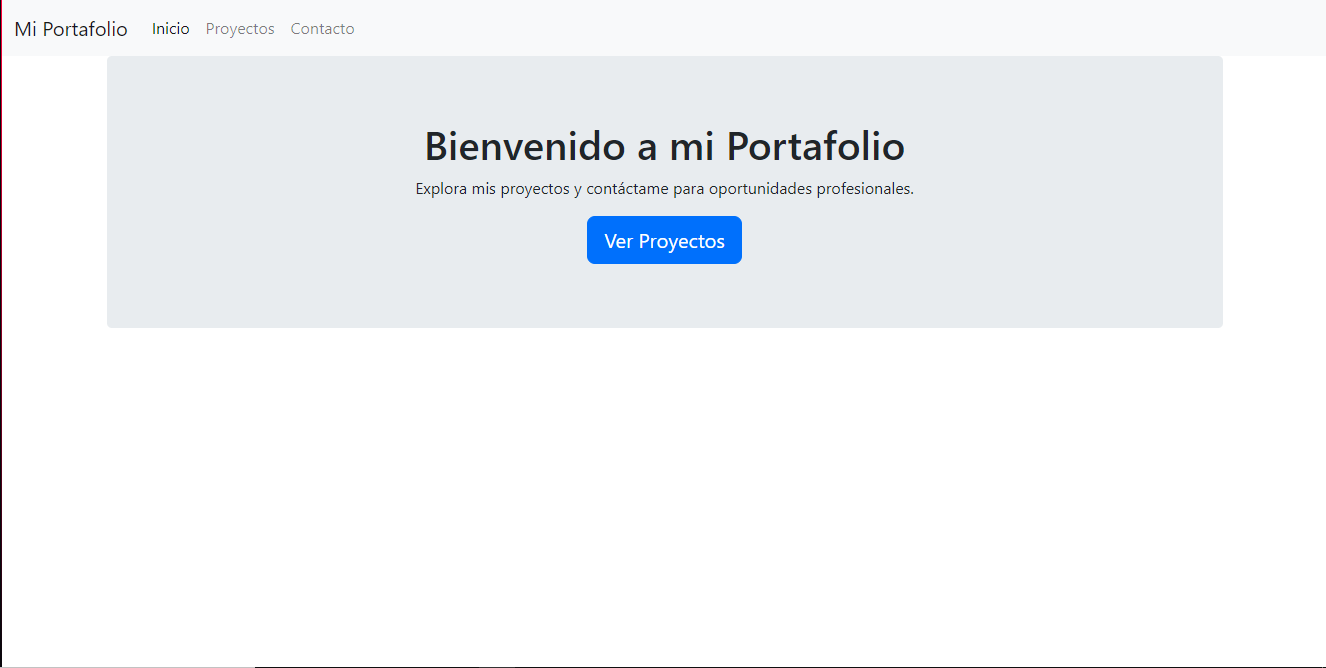 Mi Portafolio Inicio Proyectos Contacto
Bienvenido a mi Portafolio
Explora mis proyectos y contáctame para oportunidades profesionales.
Ver Proyectos